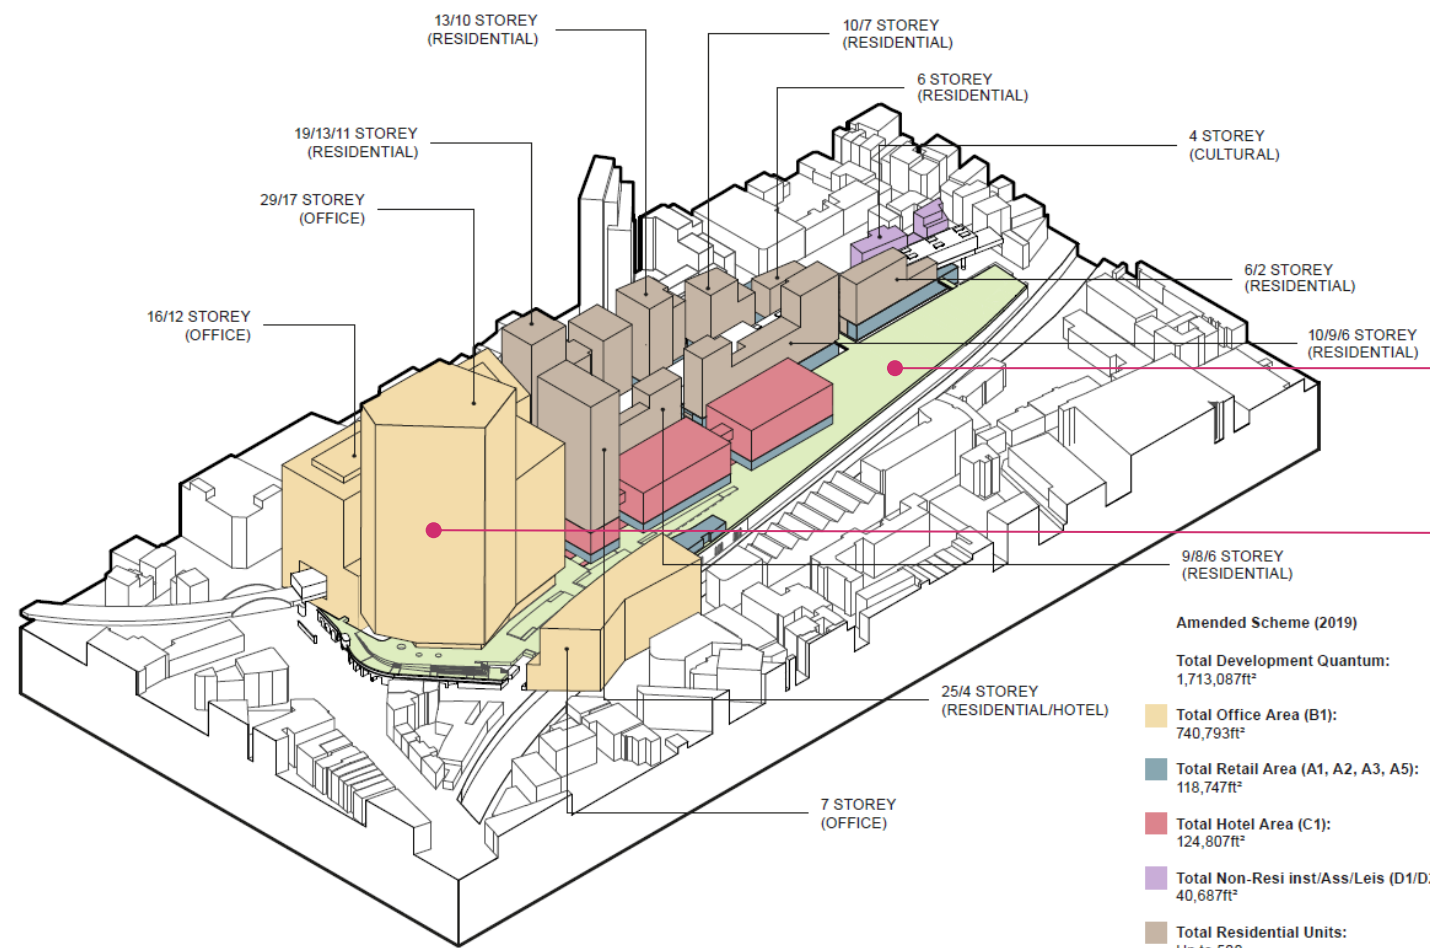 13/10 STOREY
(RESIDENTIAL)
10/7 STOREY
(RESIDENTIAL)
6 STOREY
(RESIDENTIAL)
19/13/11 STOREY
(RESIDENTIAL)
4 STOREY
(CULTURAL)
29/17 STOREY
(OFFICE)
6/2 STOREY
(RESIDENTIAL)
16/12 STOREY
(OFFICE)
10/9/6 STOREY
(RESIDENTIAL)
9/8/6 STOREY
(RESIDENTIAL)
25/4 STOREY
(RESIDENTIAL/HOTEL)
7 STOREY
(OFFICE)
Amended Scheme (2019)
Total Development Quantum:
1,713,087ft²
Total Office Area (B1):
740,793ft²
Total Retail Area (A1, A2, A3, A5):
118,747ft²
Total Hotel Area (C1):
124,807ft²
Total Non-Resi inst/Ass/Leis (D1/D2
40,687ft²
Total Residential Units:
Up to